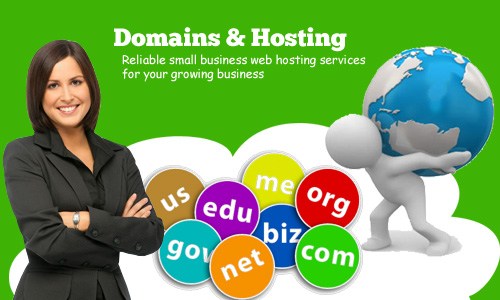 Domains & Hosting
Reliable small business web hosting services
for your growing business
us
edu
me
org
gov
net
biz
com